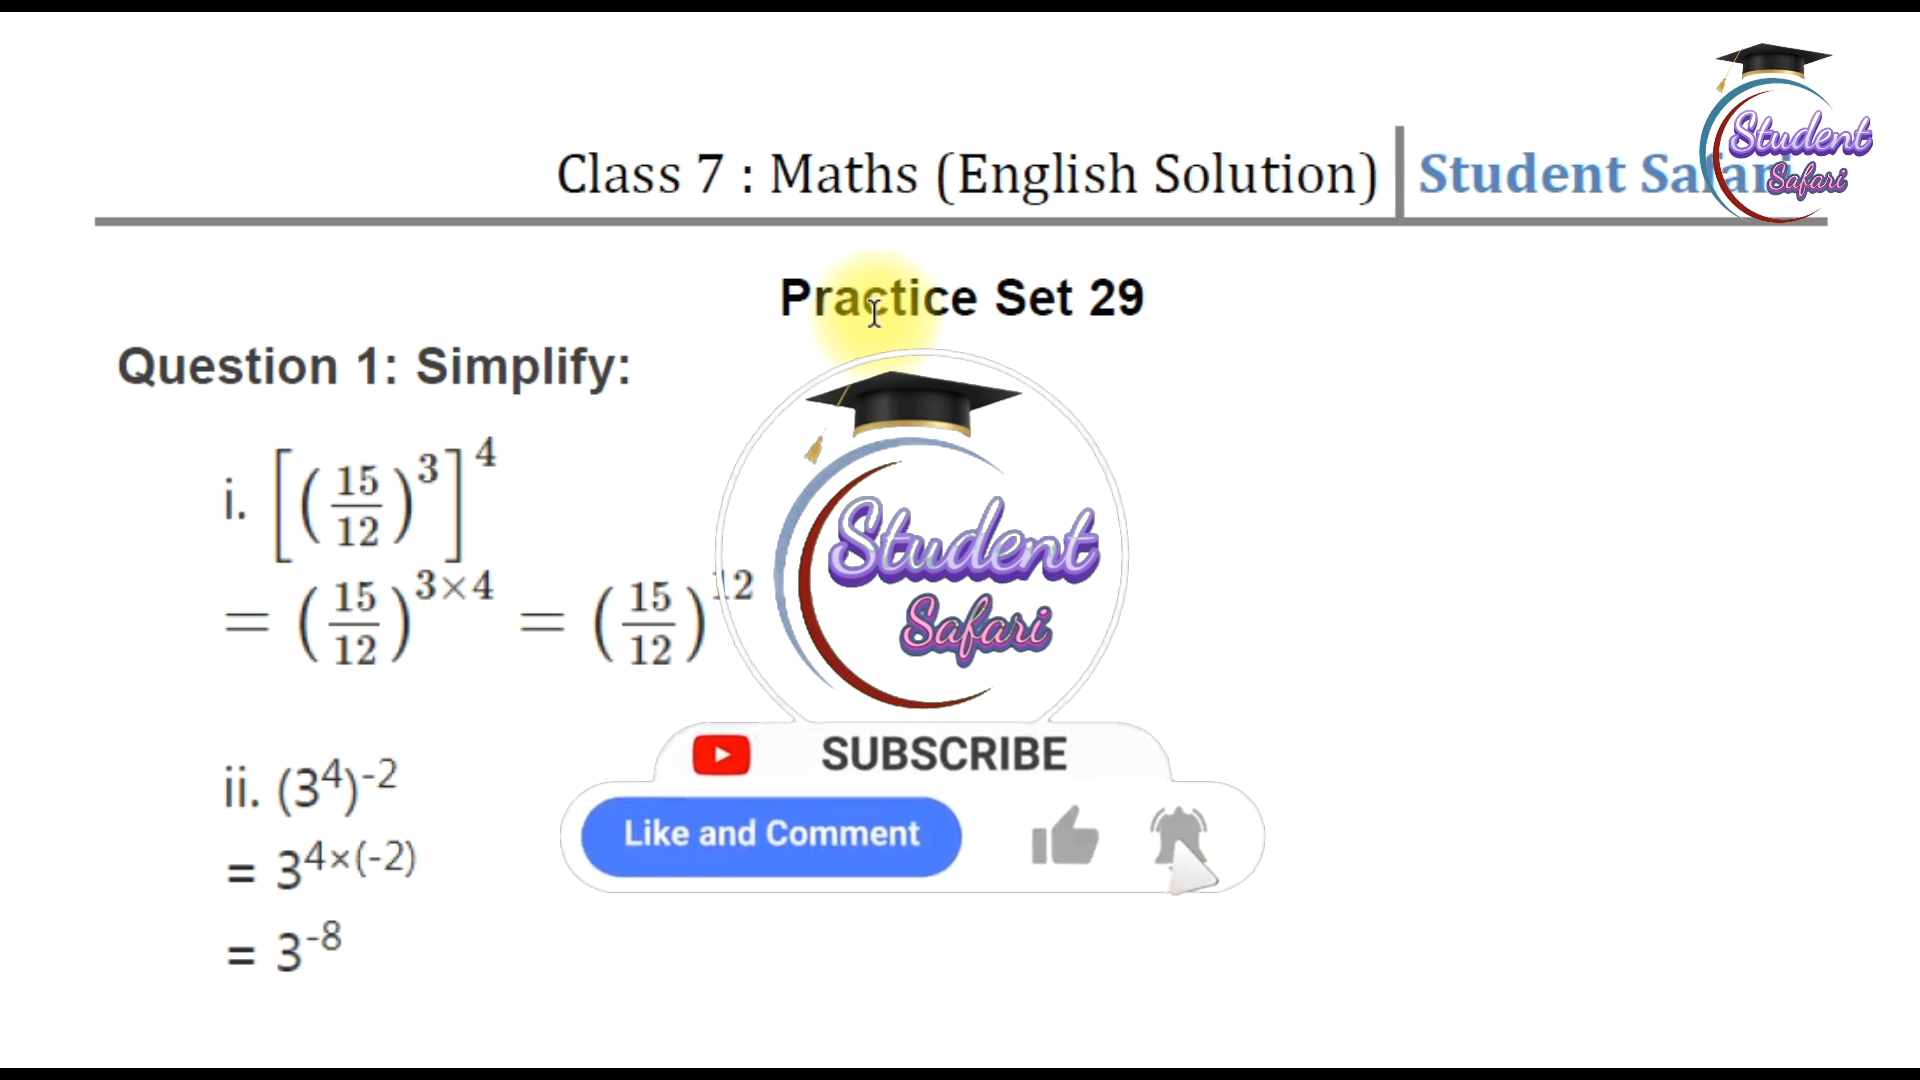 Class 7 : Maths (English Solution) Student Safari
Student
Safari
Practice Set 29
Question 1: Simplify:
i. [(15/12)^3]^4
= (15/12)^{3×4} = (15/12)^{12}
Student
Safari
ii. (3^4)^{-2}
= 3^{4×(-2)}
= 3^{-8}
SUBSCRIBE
Like and Comment